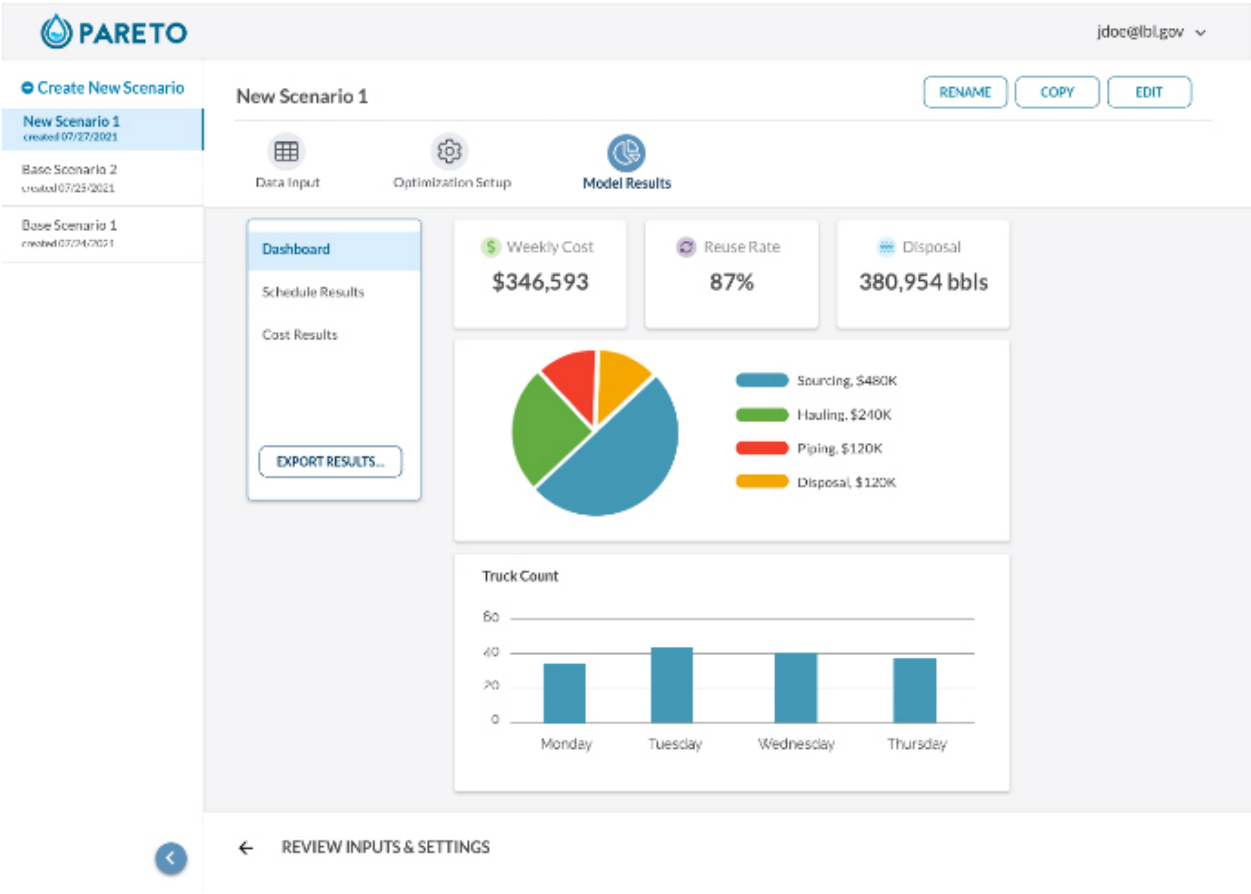 PARETO
jdoe@lbl.gov
Create New Scenario
New Scenario 1
created 07/27/2021
Base Scenario 2
created 07/25/2021
Base Scenario 1
created 07/24/2021
New Scenario 1
RENAME
COPY
EDIT
Data Input
Optimization Setup
Model Results
Dashboard
Schedule Results
Cost Results
EXPORT RESULTS...
Weekly Cost
$346,593
Reuse Rate
87%
Disposal
380,954 bbls
Sourcing, $480K
Hauling, $240K
Piping, $120K
Disposal, $120K
Truck Count
60
40
20
0
Monday
Tuesday
Wednesday
Thursday
REVIEW INPUTS & SETTINGS